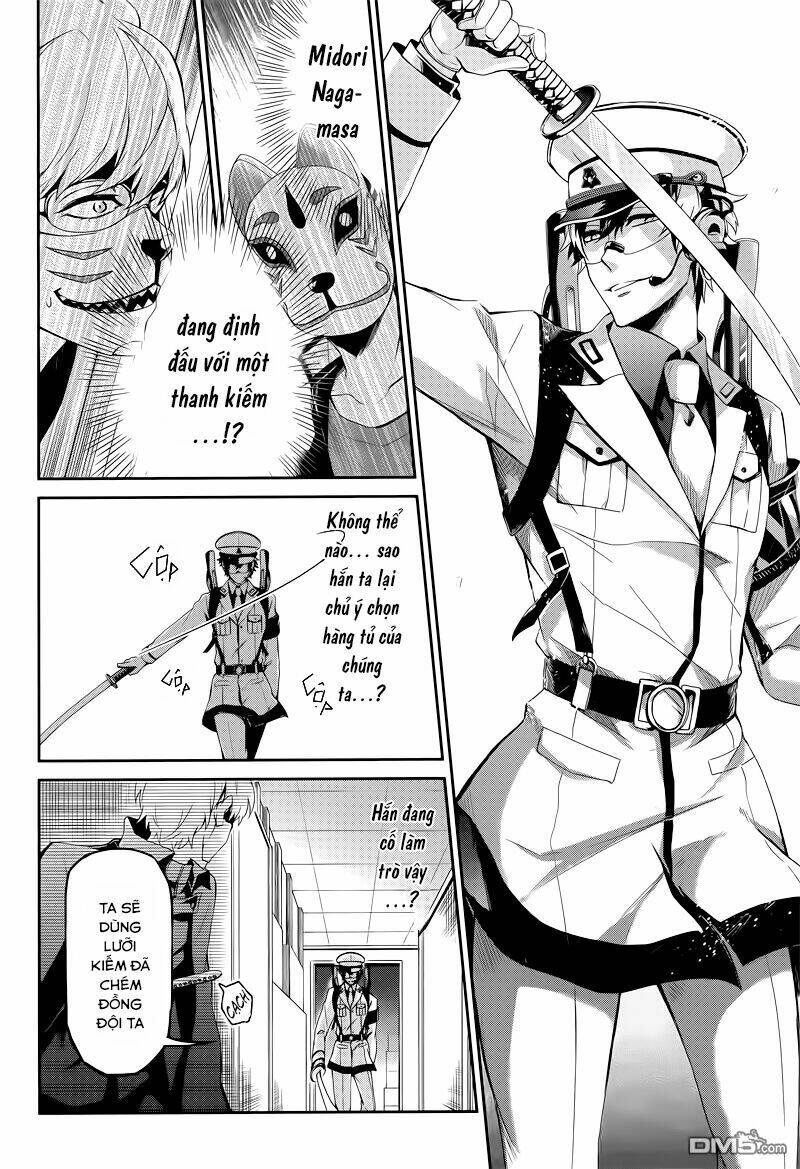 Midori
Naga-
masa
đang định
đấu với một
thanh kiếm
...!?
Không thể
nào... sao
hắn ta lại
chủ ý chọn
hàng tủ của
chúng
ta...?
CỘP
CỘP
CỘP
Hắn đang
cố làm
trò vậy
...?
TA SẼ
DÙNG
LƯỠI
KIẾM ĐÃ
CHÉM
ĐỒNG
ĐỘI TA
CẠCH
DM5.com